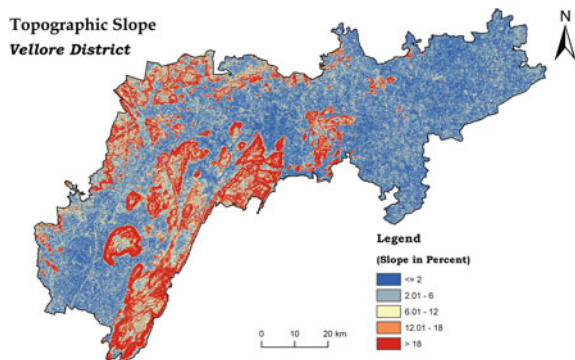 Topographic Slope
Vellore District
N
Legend
(Slope in Percent)
<= 2
2.01 - 6
6.01 - 12
12.01 - 18
> 18
0 10 20 km